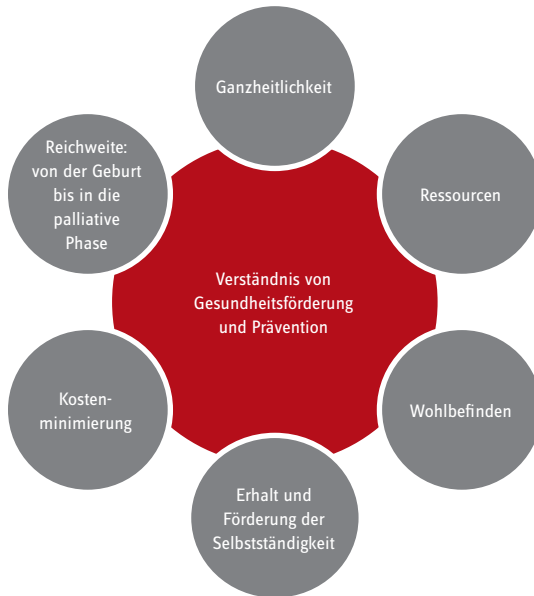 Ganzheitlichkeit
Reichweite:
von der Geburt
bis in die
palliative
Phase
Ressourcen
Verständnis von
Gesundheitsförderung
und Prävention
Kosten-
minimierung
Wohlbefinden
Erhalt und
Förderung der
Selbstständigkeit